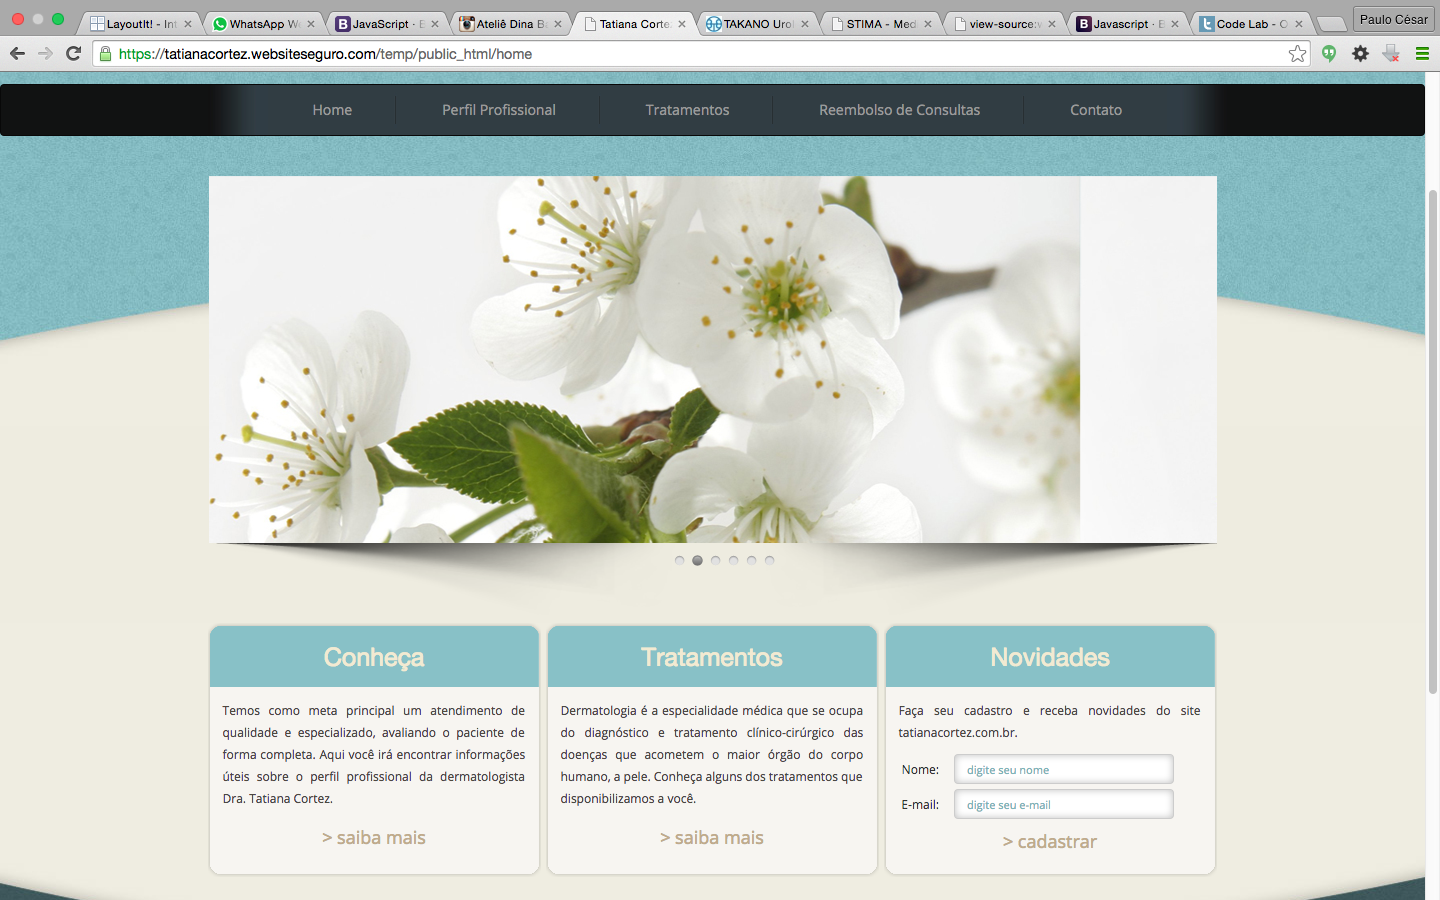 LayoutIt! - Int
WhatsApp We
JavaScript · B
Ateliê Dina Ba
Tatiana Corte
TAKANO Urol
STIMA - Med
view-source:v
Javascript · B
Code Lab - O
Paulo César
https://tatianacortez.websiteseguro.com/temp/public_html/home
Home
Perfil Profissional
Tratamentos
Reembolso de Consultas
Contato
Conheça
Temos como meta principal um atendimento de
qualidade e especializado, avaliando o paciente de
forma completa. Aqui você irá encontrar informações
úteis sobre o perfil profissional da dermatologista
Dra. Tatiana Cortez.
> saiba mais
Tratamentos
Dermatologia é a especialidade médica que se ocupa
do diagnóstico e tratamento clínico-cirúrgico das
doenças que acometem o maior órgão do corpo
humano, a pele. Conheça alguns dos tratamentos que
disponibilizamos a você.
> saiba mais
Novidades
Faça seu cadastro e receba novidades do site
tatianacortez.com.br.
Nome: digite seu nome
E-mail: digite seu e-mail
> cadastrar